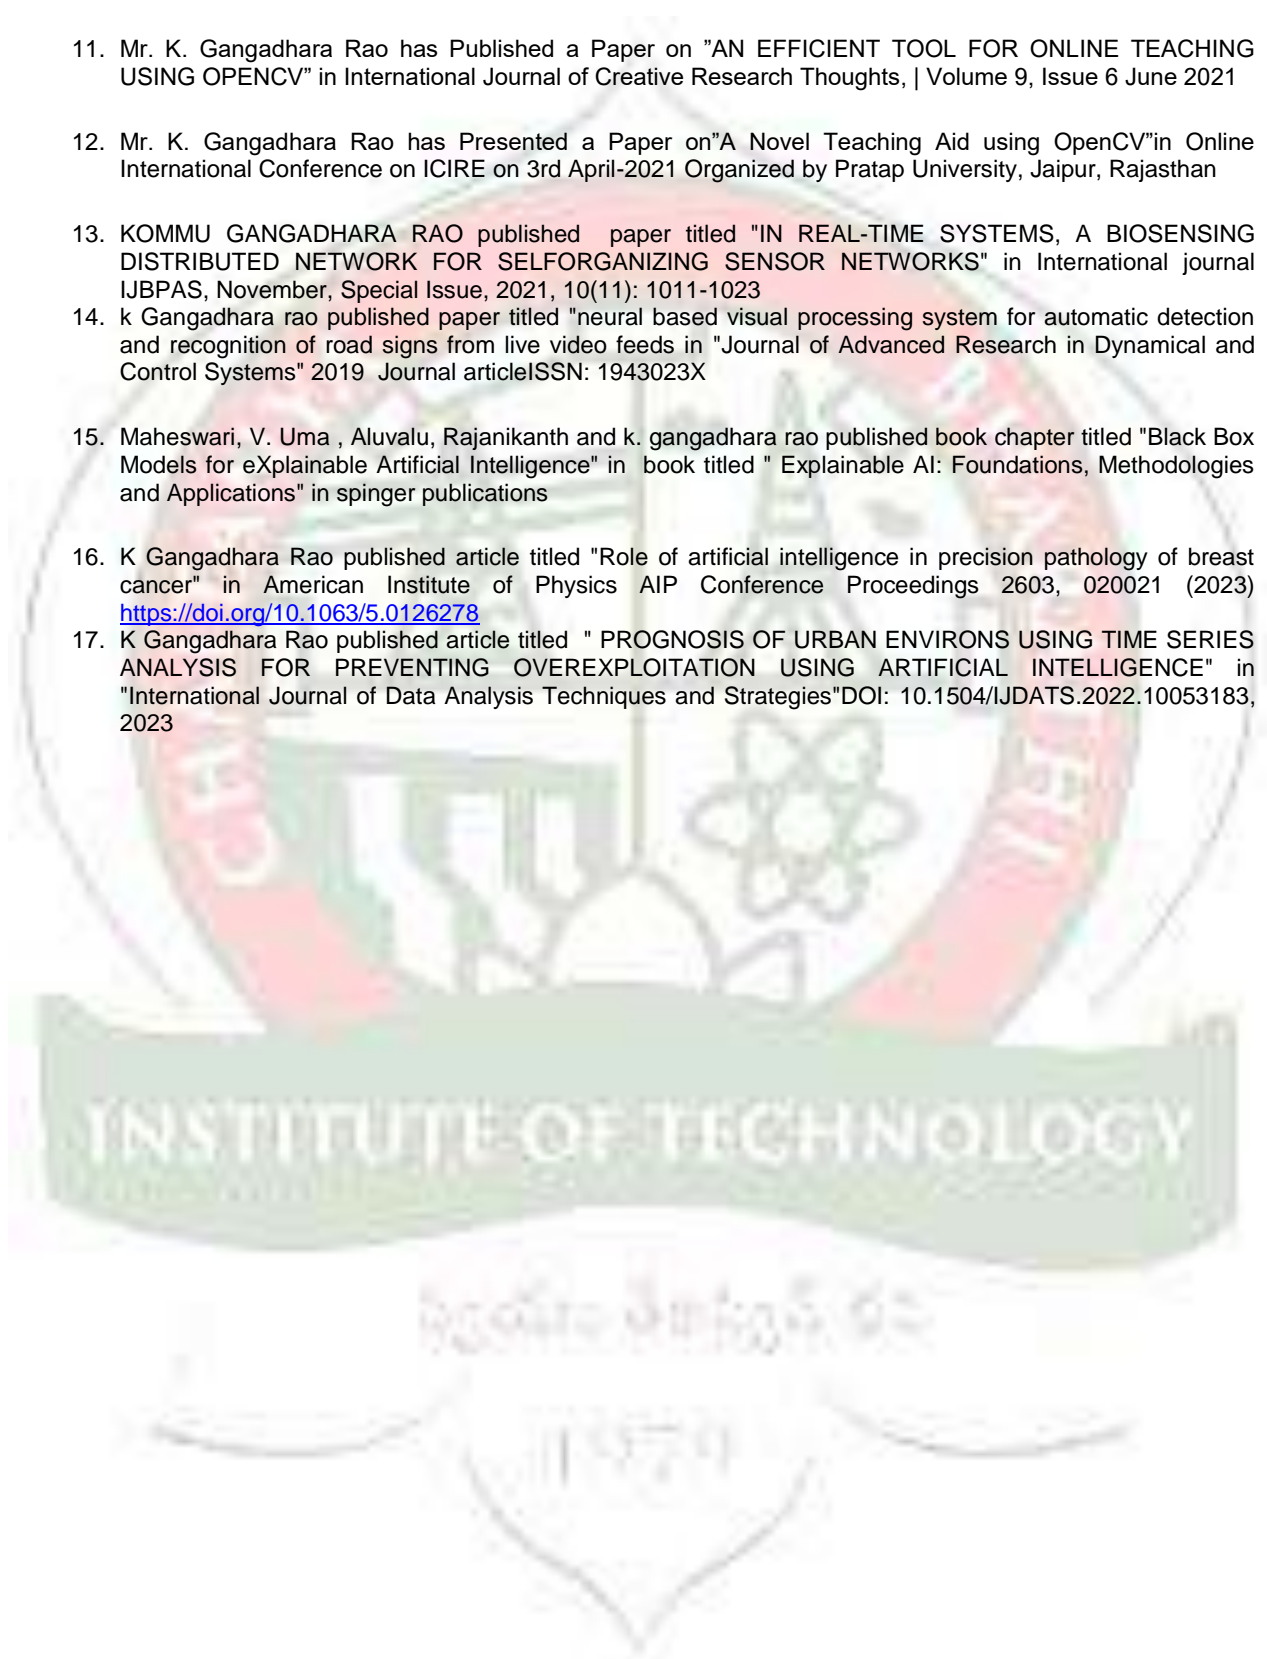 11. Mr. K. Gangadhara Rao has Published a Paper on ”AN EFFICIENT TOOL FOR ONLINE TEACHING
USING OPENCV” in International Journal of Creative Research Thoughts, | Volume 9, Issue 6 June 2021
12. Mr. K. Gangadhara Rao has Presented a Paper on”A Novel Teaching Aid using OpenCV”in Online
International Conference on ICIRE on 3rd April-2021 Organized by Pratap University, Jaipur, Rajasthan
13. KOMMU GANGADHARA RAO published paper titled "IN REAL-TIME SYSTEMS, A BIOSENSING
DISTRIBUTED NETWORK FOR SELFORGANIZING SENSOR NETWORKS" in International journal
IJBPAS, November, Special Issue, 2021, 10(11): 1011-1023
14. k Gangadhara rao published paper titled "neural based visual processing system for automatic detection
and recognition of road signs from live video feeds in "Journal of Advanced Research in Dynamical and
Control Systems" 2019 Journal articleISSN: 1943023X
15. Maheswari, V. Uma , Aluvalu, Rajanikanth and k. gangadhara rao published book chapter titled "Black Box
Models for eXplainable Artificial Intelligence" in book titled " Explainable AI: Foundations, Methodologies
and Applications" in spinger publications
16. K Gangadhara Rao published article titled "Role of artificial intelligence in precision pathology of breast
cancer" in American Institute of Physics AIP Conference Proceedings 2603, 020021 (2023)
https://doi.org/10.1063/5.0126278
17. K Gangadhara Rao published article titled " PROGNOSIS OF URBAN ENVIRONS USING TIME SERIES
ANALYSIS FOR PREVENTING OVEREXPLOITATION USING ARTIFICIAL INTELLIGENCE" in
"International Journal of Data Analysis Techniques and Strategies"DOI: 10.1504/IJDATS.2022.10053183,
2023
INSTITUTE OF TECHNOLOGY
1979